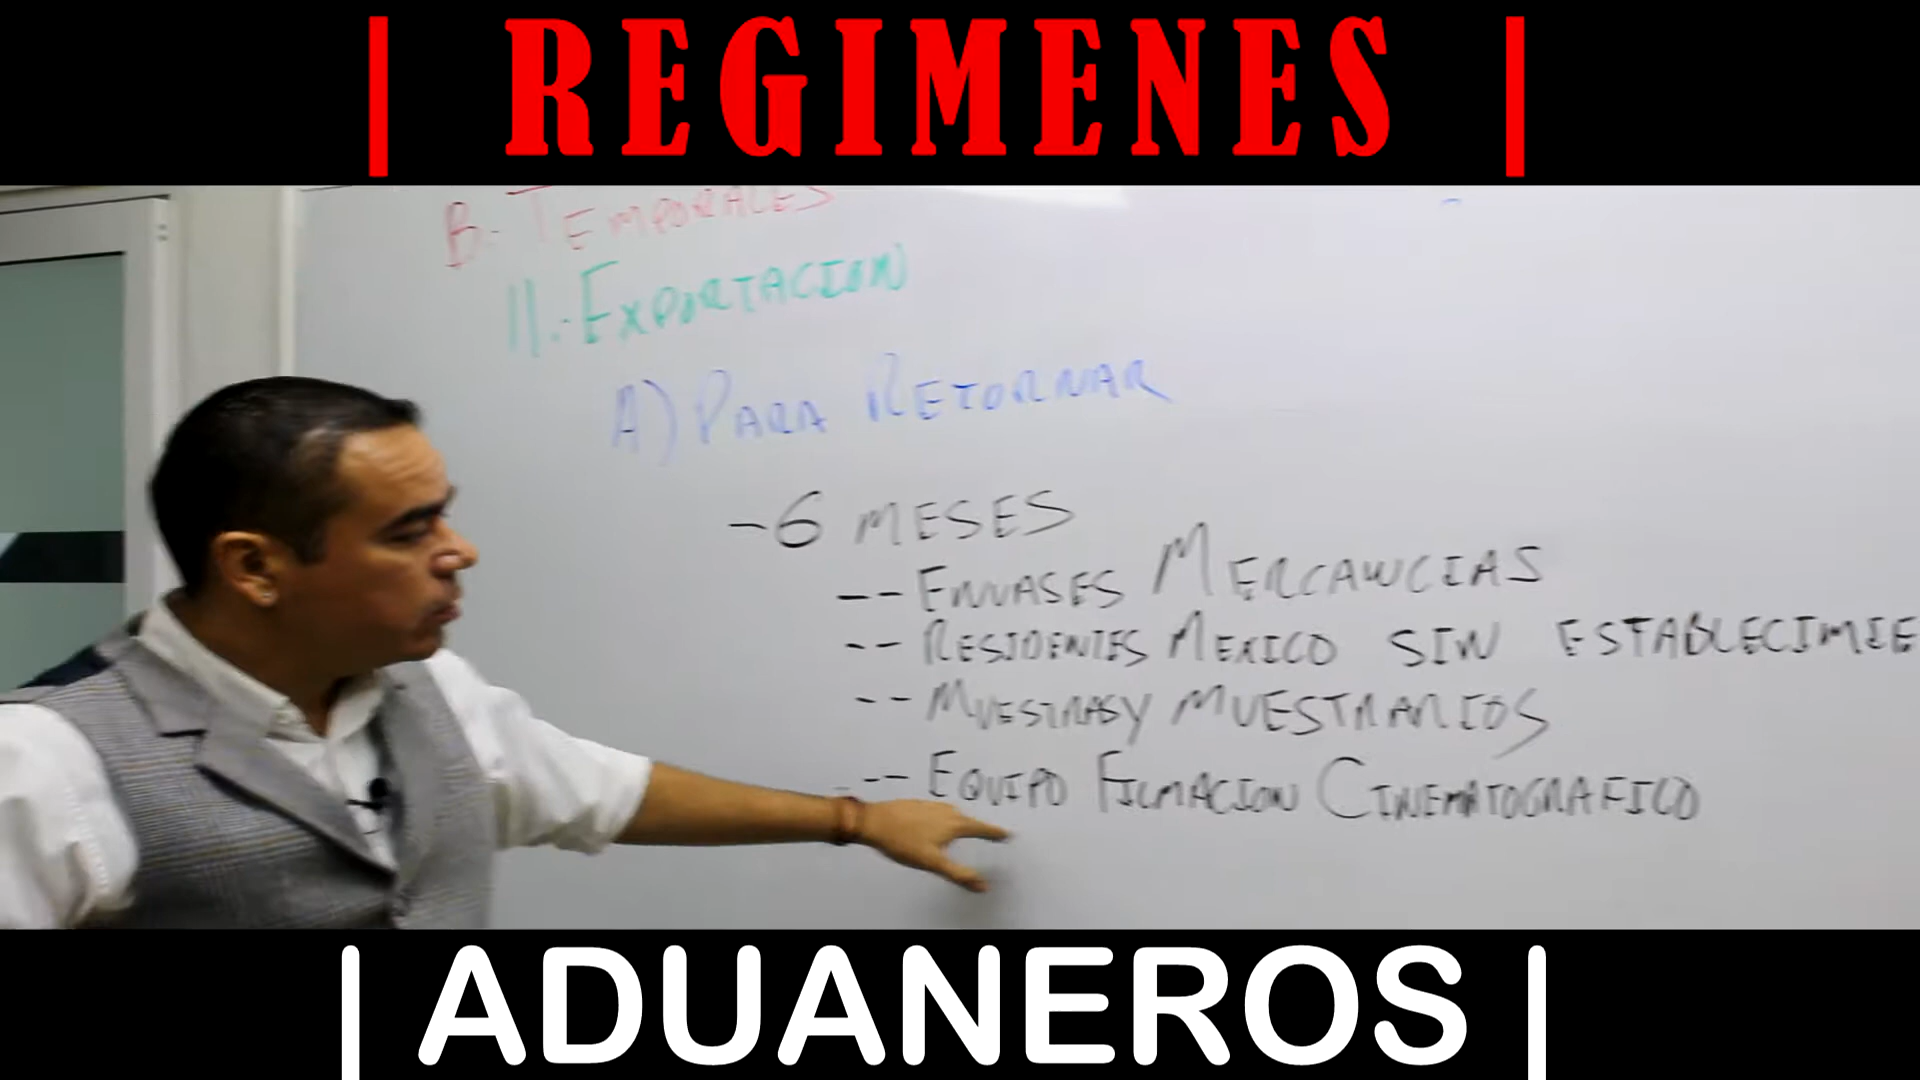 | REGIMENES |
B.- TEMPORALES
II.- EXPORTACION
A) PARA RETORNAR
- 6 MESES
-- ENVASES MERCANCIAS
-- RESIDENTES MEXICO SIN ESTABLECIMIE
-- MUESTRAS Y MUESTRARIOS
-- EQUIPO FILMACION CINEMATOGRAFICO
| ADUANEROS |